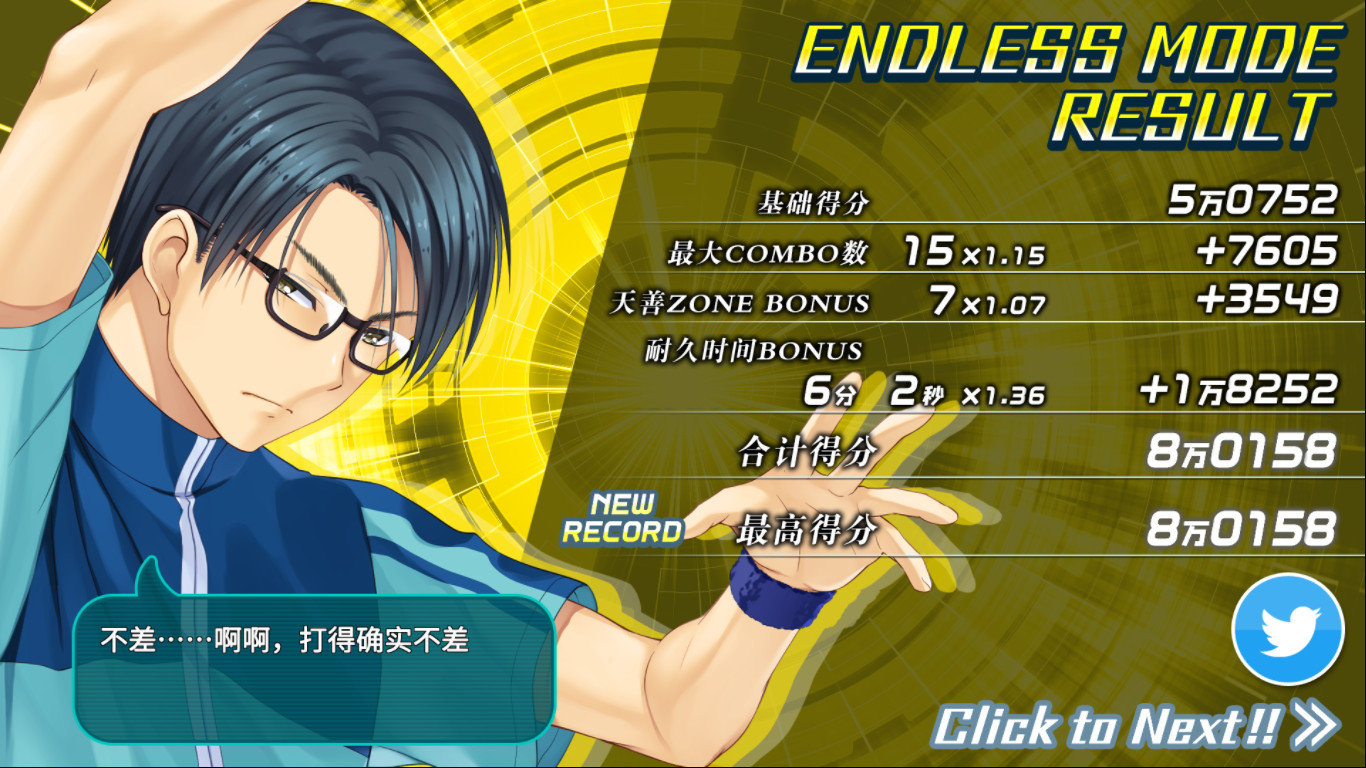 ENDLESS MODE
RESULT
基础得分 5万0752
最大COMBO数 15 ×1.15 +7605
天善ZONE BONUS 7 ×1.07 +3549
耐久时间BONUS
6分 2秒 ×1.36 +1万8252
合计得分 8万0158
NEW
RECORD 最高得分 8万0158
不差……啊啊，打得确实不差
Click to Next!!